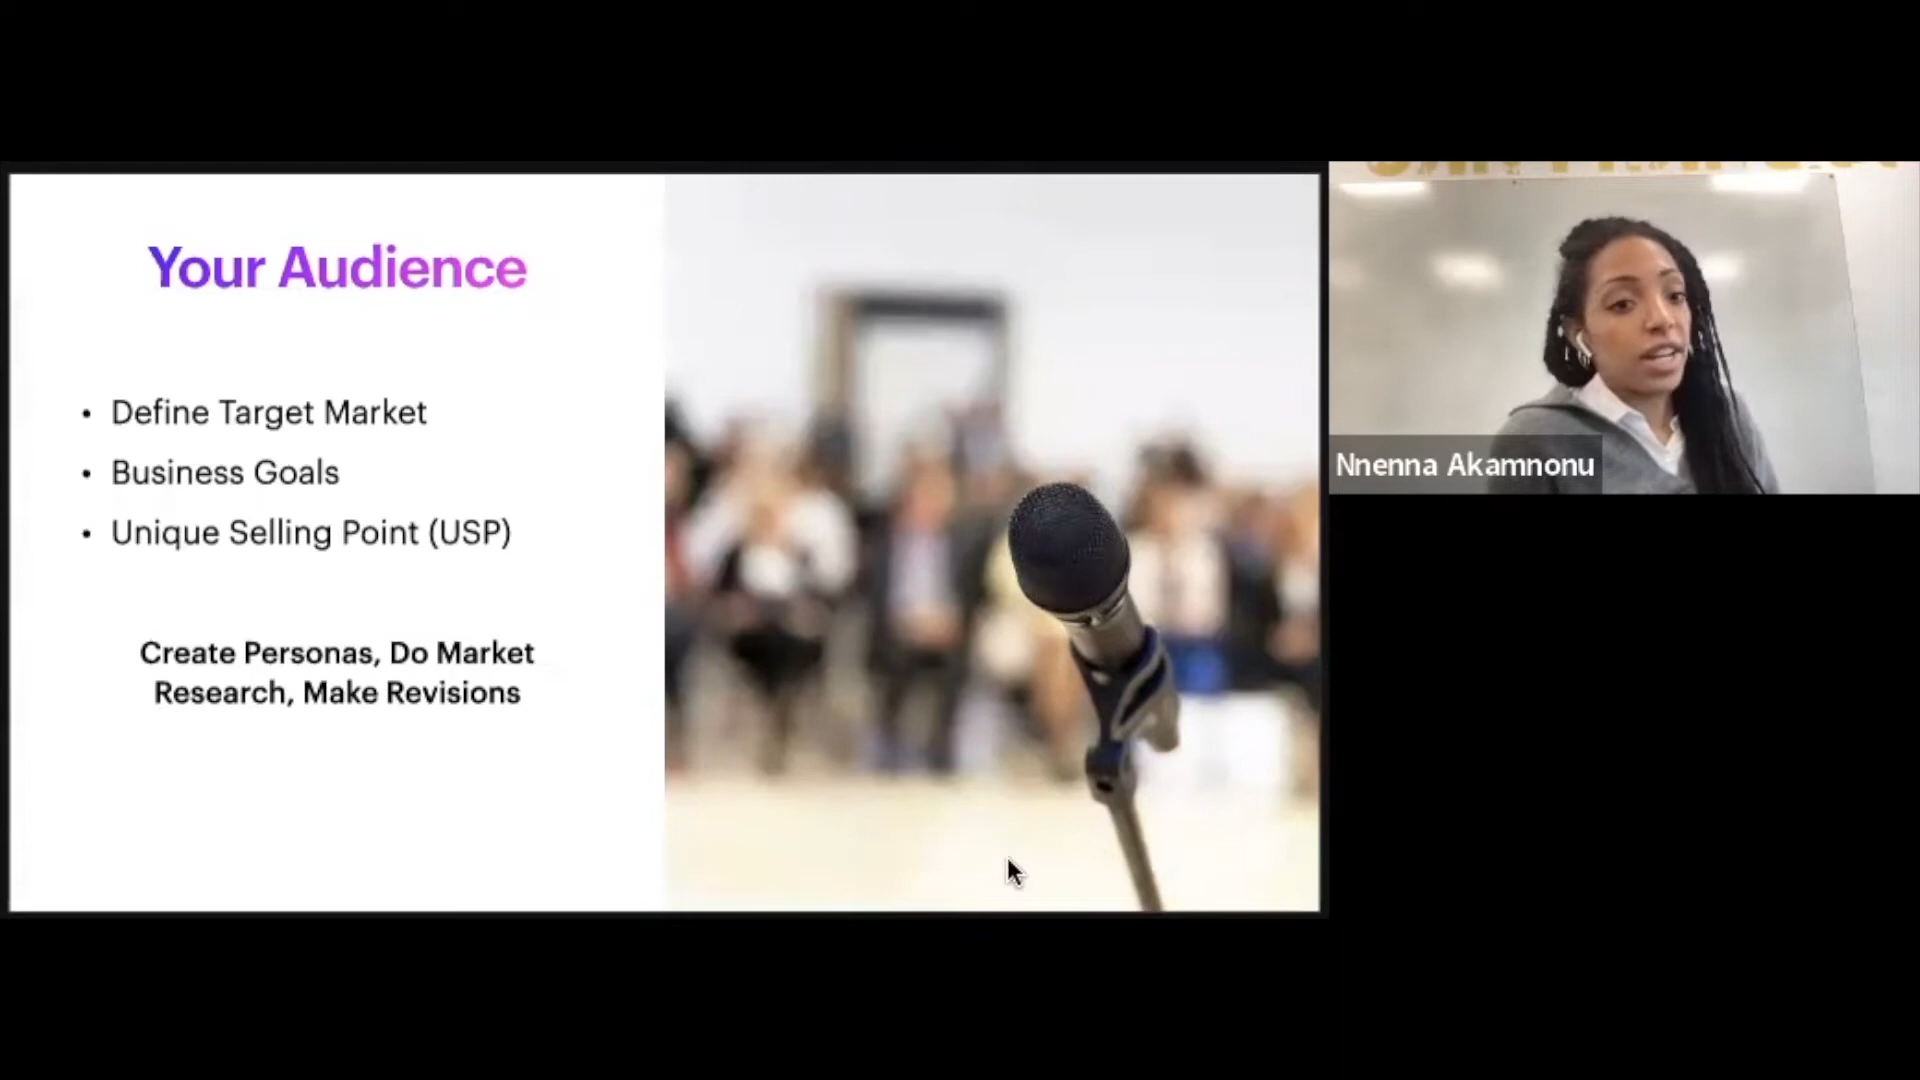 Your Audience
• Define Target Market
• Business Goals
• Unique Selling Point (USP)
Create Personas, Do Market
Research, Make Revisions
Nnenna Akamnonu